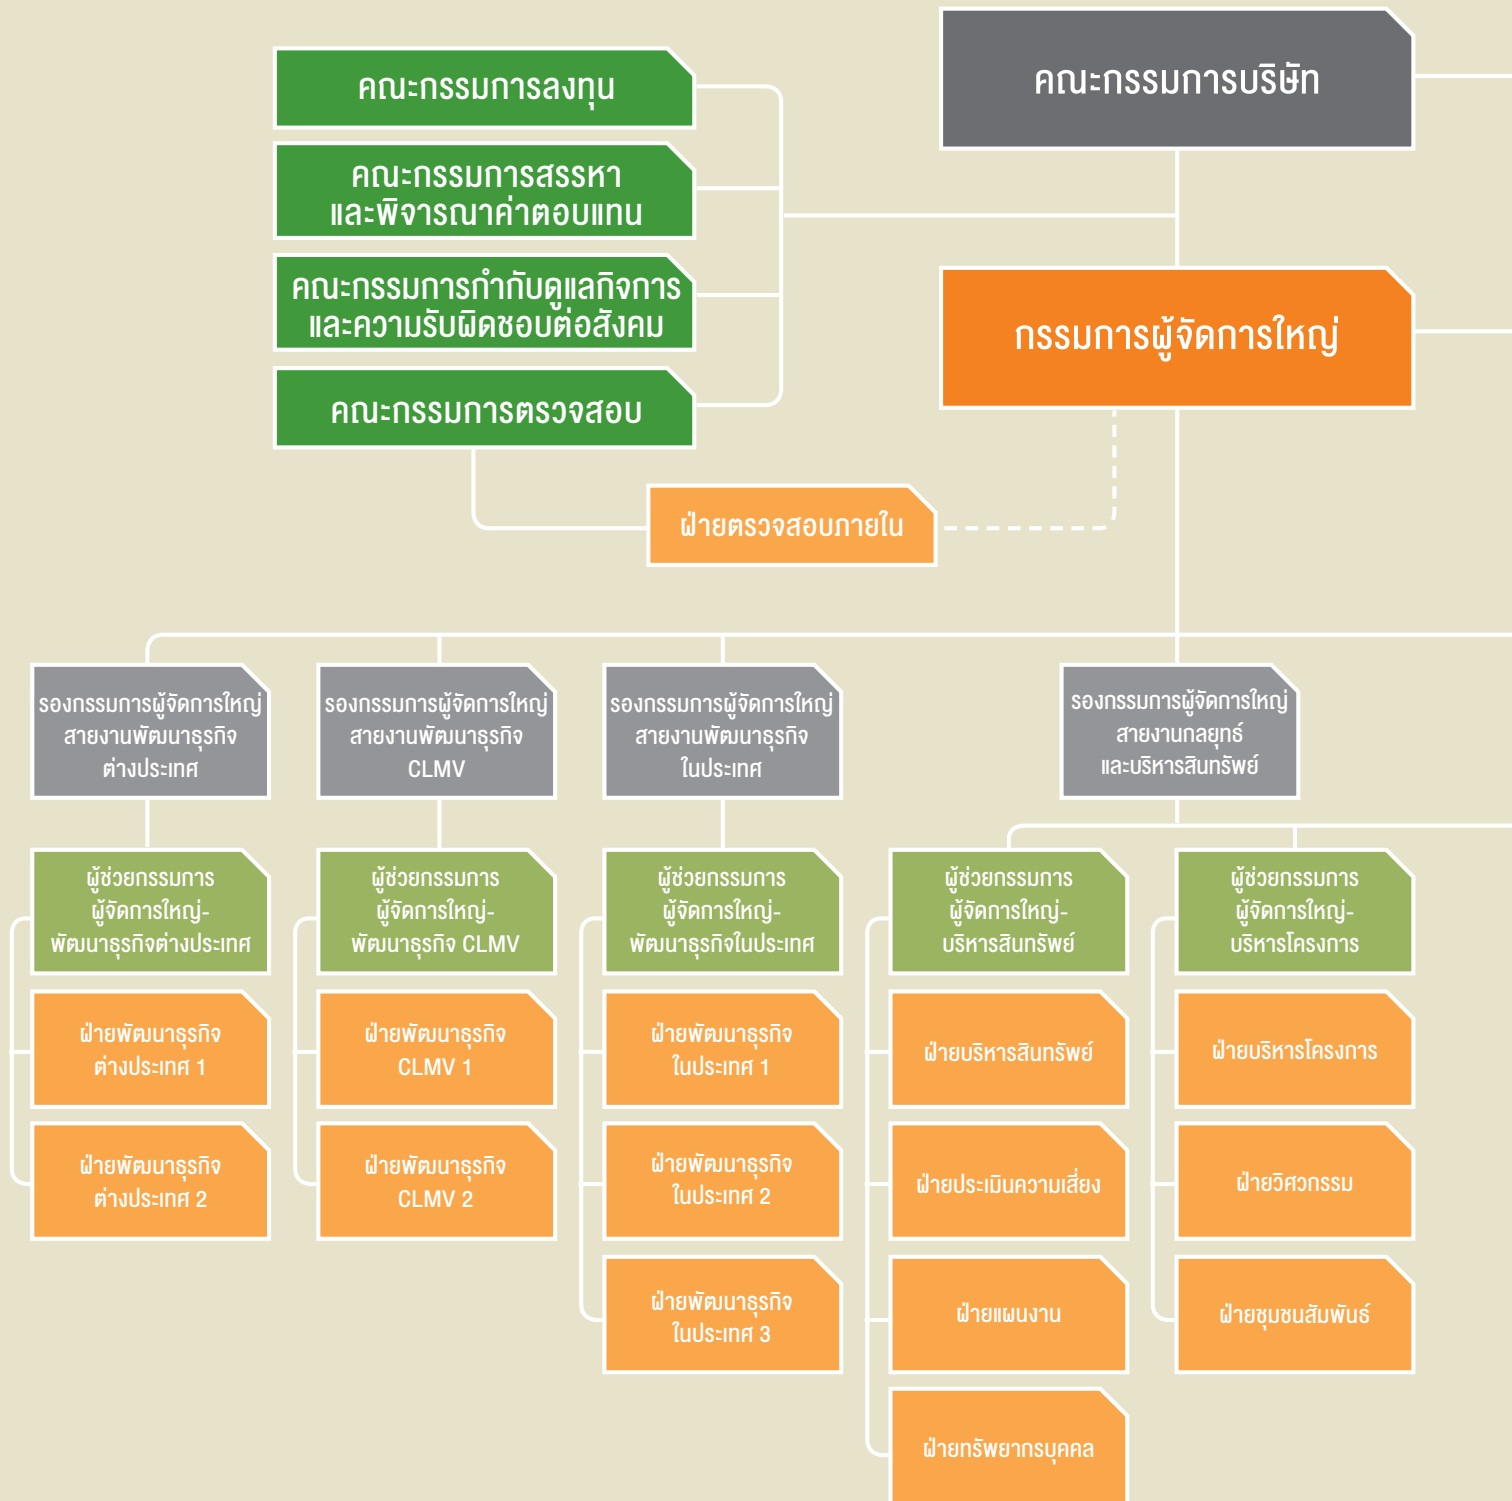 คณะกรรมการบริษัท
คณะกรรมการลงทุน
คณะกรรมการสรรหา
และพิจารณาค่าตอบแทน
คณะกรรมการกำกับดูแลกิจการ
และความรับผิดชอบต่อสังคม
คณะกรรมการตรวจสอบ
กรรมการผู้จัดการใหญ่
ฝ่ายตรวจสอบภายใน
รองกรรมการผู้จัดการใหญ่
สายงานพัฒนาธุรกิจ
ต่างประเทศ
รองกรรมการผู้จัดการใหญ่
สายงานพัฒนาธุรกิจ
CLMV
รองกรรมการผู้จัดการใหญ่
สายงานพัฒนาธุรกิจ
ในประเทศ
รองกรรมการผู้จัดการใหญ่
สายงานกลยุทธ์
และบริหารสินทรัพย์
ผู้ช่วยกรรมการ
ผู้จัดการใหญ่-
พัฒนาธุรกิจต่างประเทศ
ผู้ช่วยกรรมการ
ผู้จัดการใหญ่-
พัฒนาธุรกิจ CLMV
ผู้ช่วยกรรมการ
ผู้จัดการใหญ่-
พัฒนาธุรกิจในประเทศ
ผู้ช่วยกรรมการ
ผู้จัดการใหญ่-
บริหารสินทรัพย์
ผู้ช่วยกรรมการ
ผู้จัดการใหญ่-
บริหารโครงการ
ฝ่ายพัฒนาธุรกิจ
ต่างประเทศ 1
ฝ่ายพัฒนาธุรกิจ
CLMV 1
ฝ่ายพัฒนาธุรกิจ
ในประเทศ 1
ฝ่ายบริหารสินทรัพย์
ฝ่ายบริหารโครงการ
ฝ่ายพัฒนาธุรกิจ
ต่างประเทศ 2
ฝ่ายพัฒนาธุรกิจ
CLMV 2
ฝ่ายพัฒนาธุรกิจ
ในประเทศ 2
ฝ่ายประเมินความเสี่ยง
ฝ่ายวิศวกรรม
ฝ่ายพัฒนาธุรกิจ
ในประเทศ 3
ฝ่ายแผนงาน
ฝ่ายชุมชนสัมพันธ์
ฝ่ายทรัพยากรบุคคล